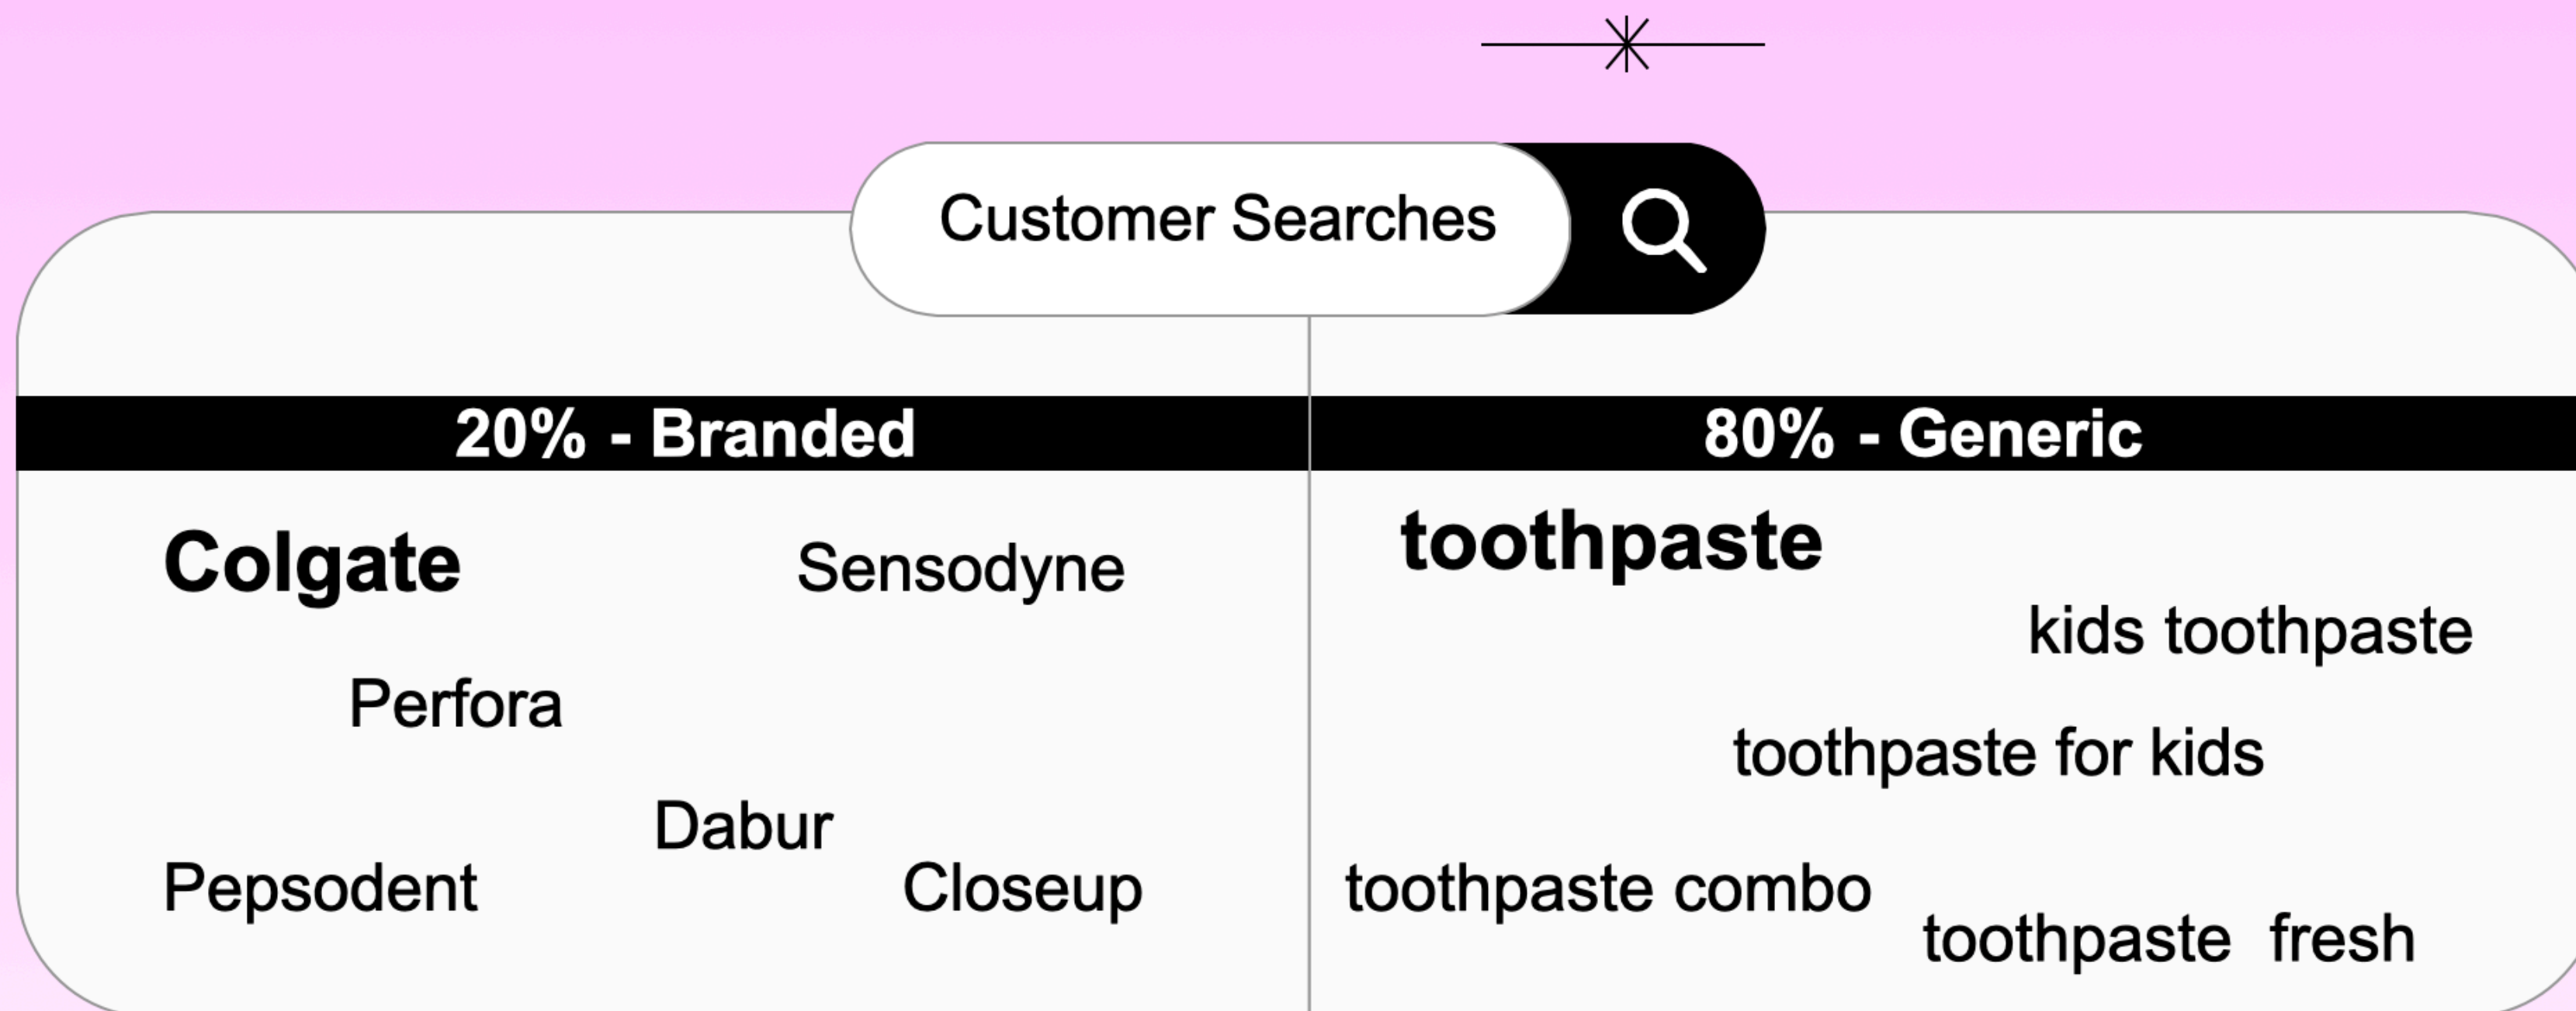 Customer Searches
20% - Branded
Colgate
Sensodyne
Perfora
Dabur
Pepsodent
Closeup
80% - Generic
toothpaste
kids toothpaste
toothpaste for kids
toothpaste combo
toothpaste fresh